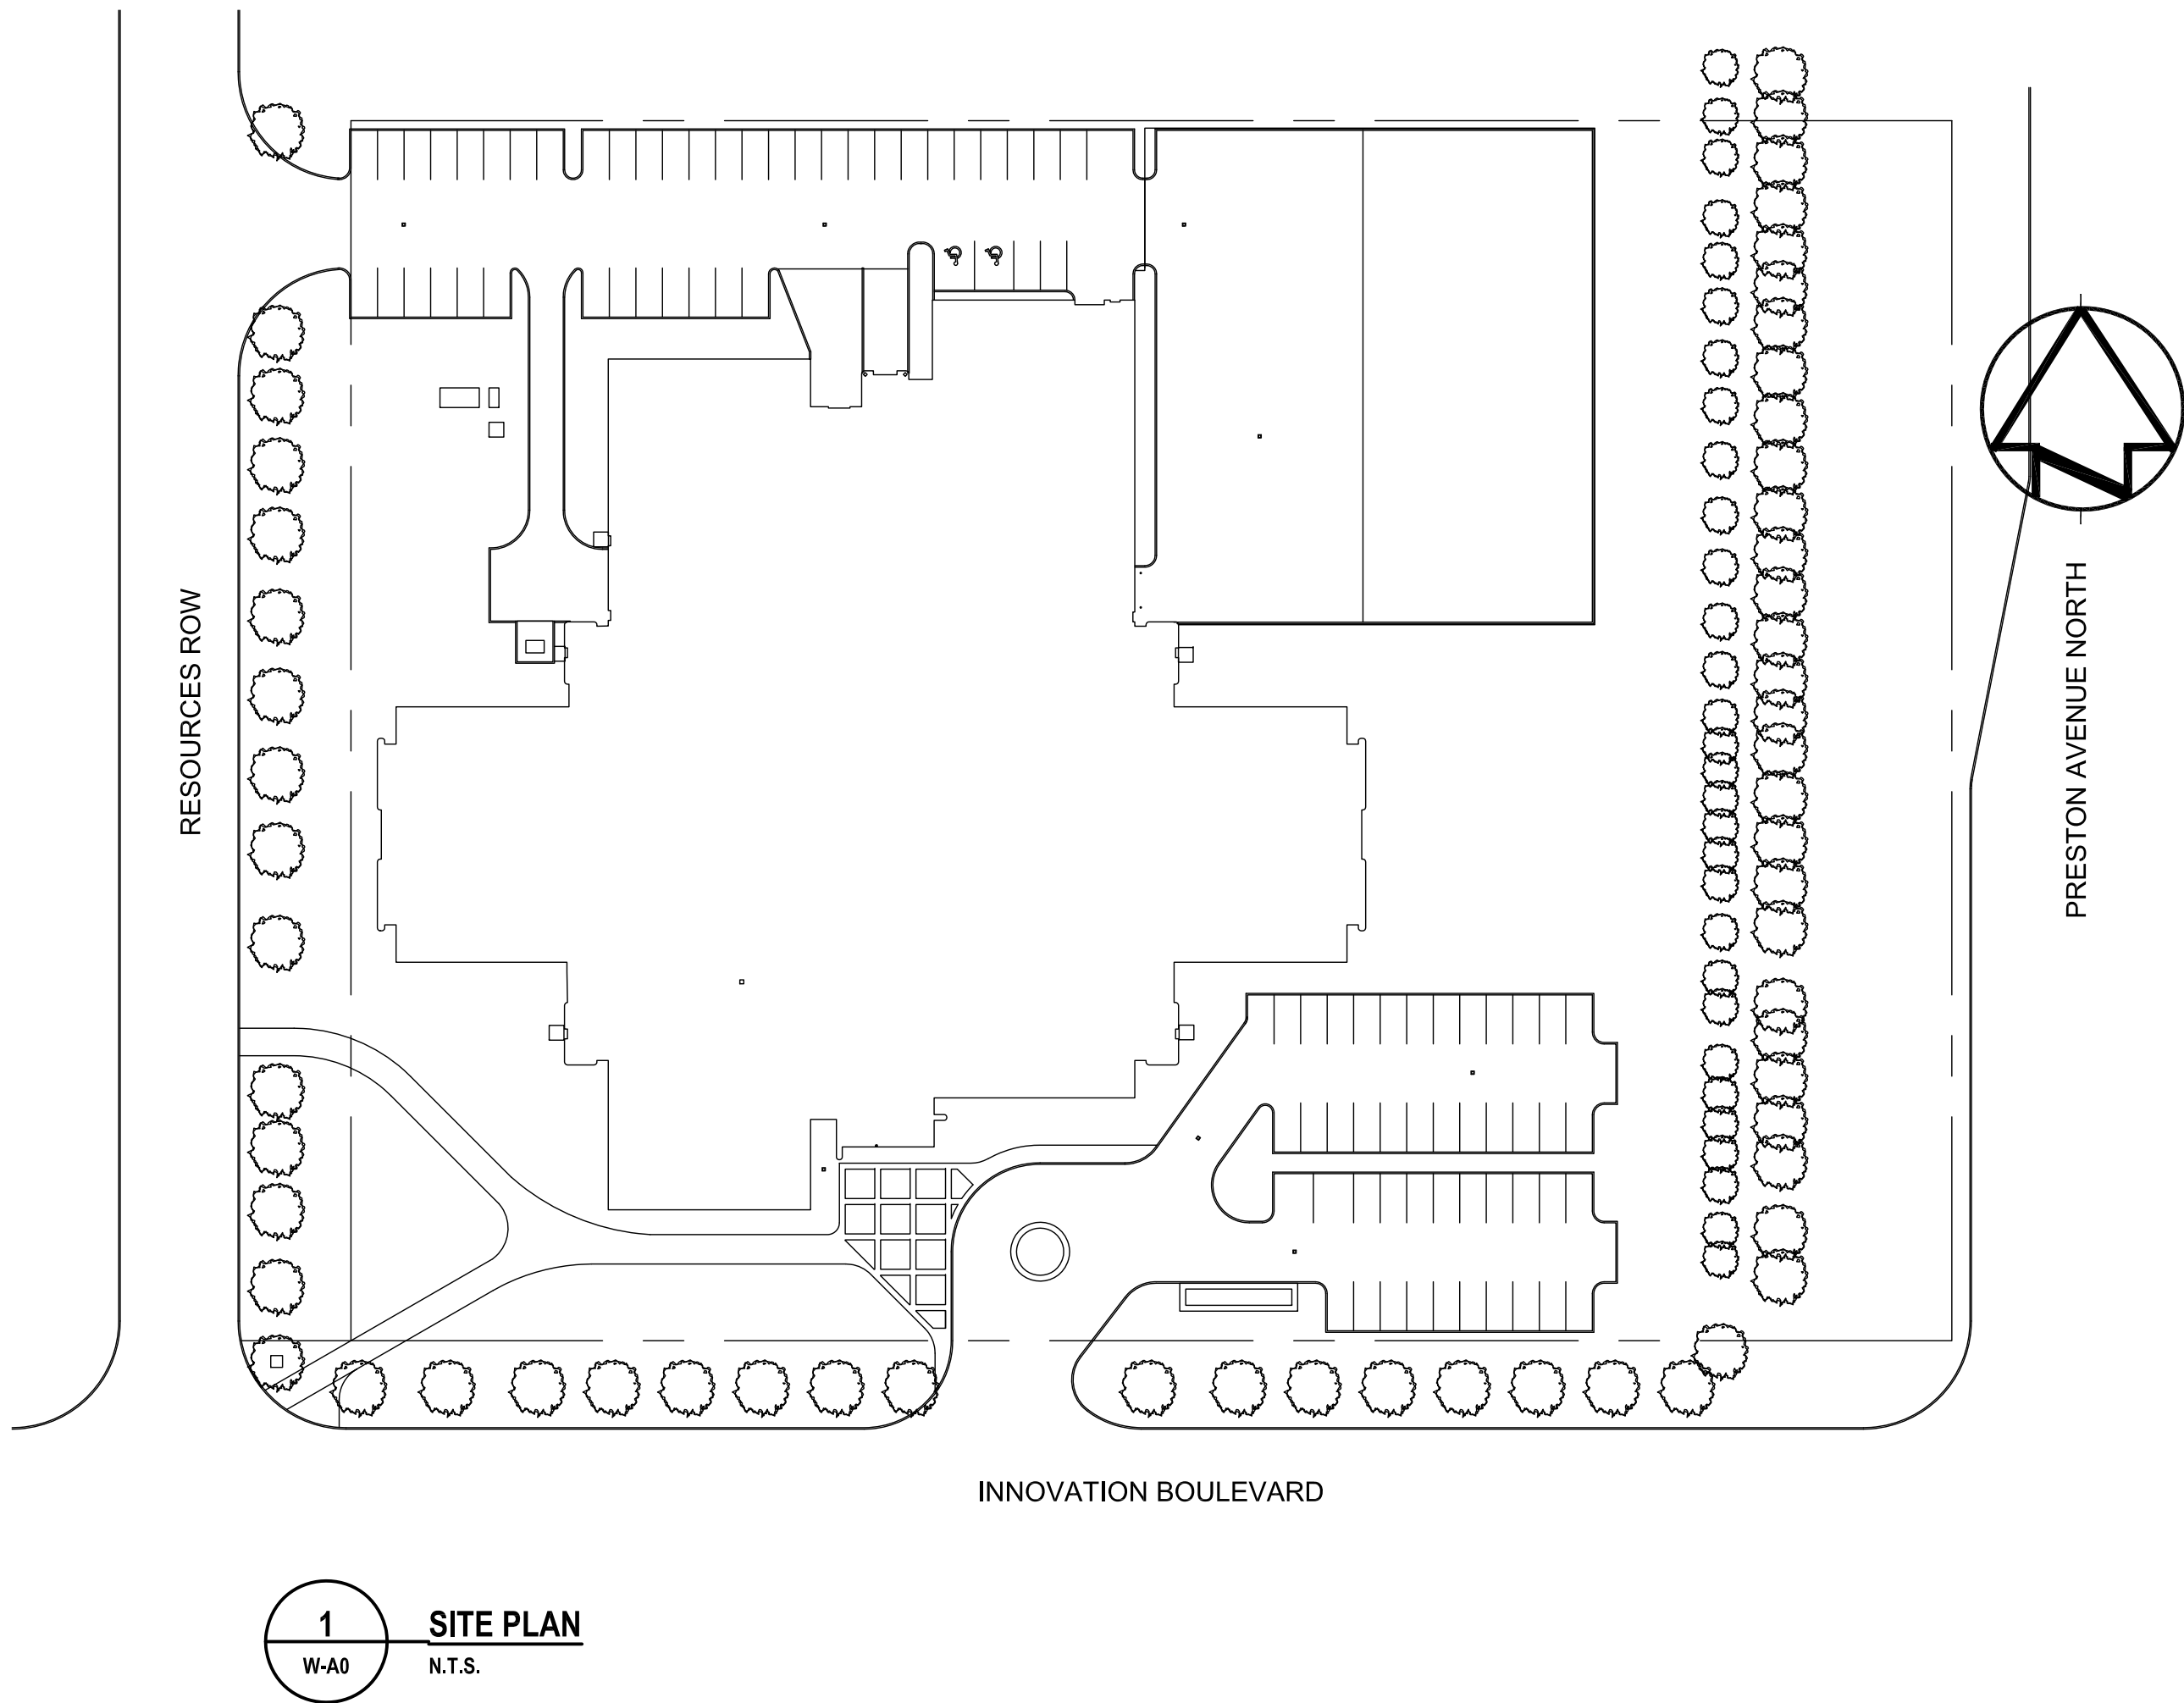 RESOURCES ROW
PRESTON AVENUE NORTH
INNOVATION BOULEVARD
1
W-A0
SITE PLAN
N.T.S.